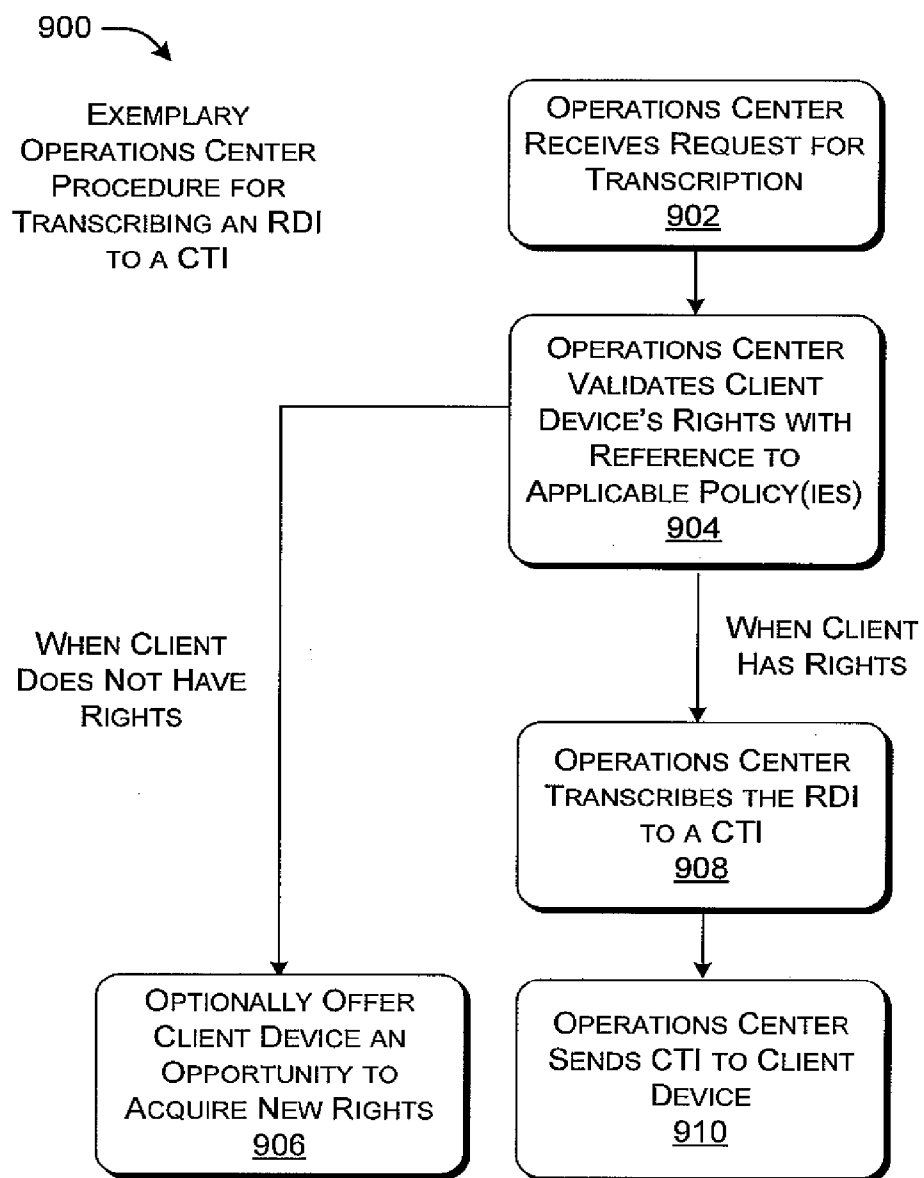 900
EXEMPLARY
OPERATIONS CENTER
PROCEDURE FOR
TRANSCRIBING AN RDI
TO A CTI
OPERATIONS CENTER
RECEIVES REQUEST FOR
TRANSCRIPTION
902
OPERATIONS CENTER
VALIDATES CLIENT
DEVICE'S RIGHTS WITH
REFERENCE TO
APPLICABLE POLICY(IES)
904
WHEN CLIENT
DOES NOT HAVE
RIGHTS
WHEN CLIENT
HAS RIGHTS
OPERATIONS CENTER
TRANSCRIBES THE RDI
TO A CTI
908
OPTIONALLY OFFER
CLIENT DEVICE AN
OPPORTUNITY TO
ACQUIRE NEW RIGHTS
906
OPERATIONS CENTER
SENDS CTI TO CLIENT
DEVICE
910